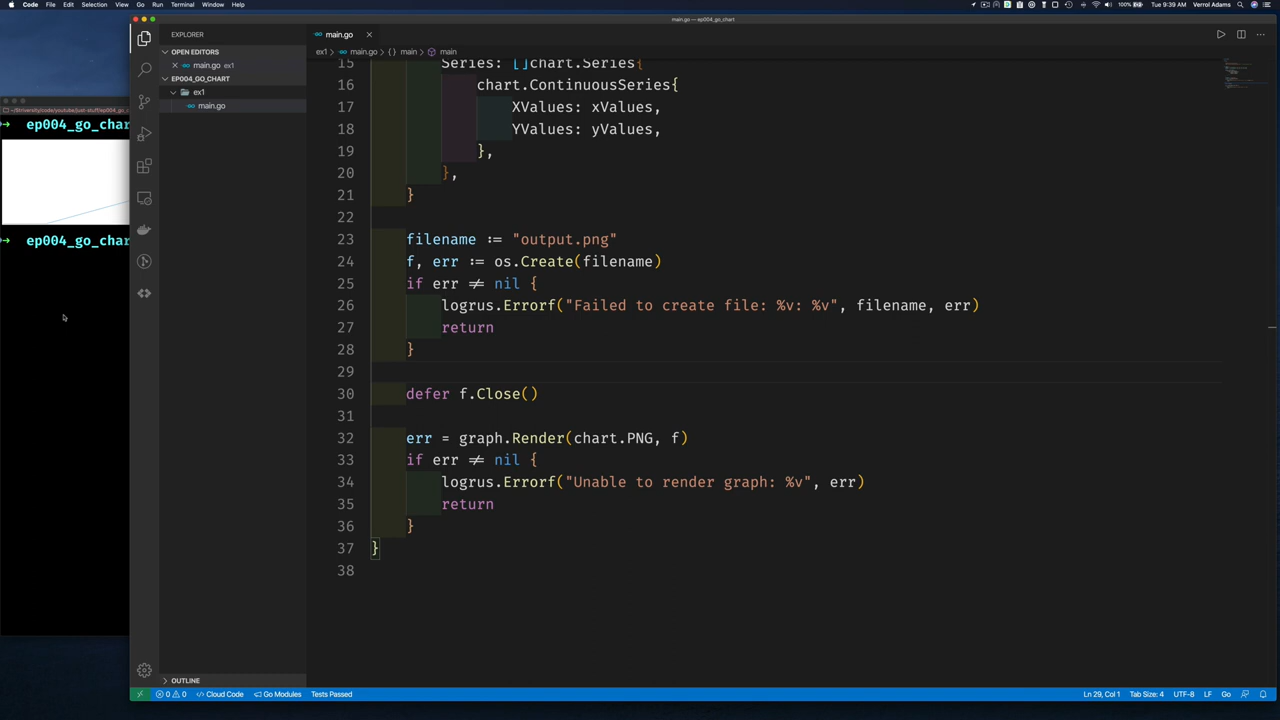 Code File Edit Selection View Go Run Terminal Window Help
100% Tue 9:39 AM Verrol Adams
main.go — ep004_go_chart
EXPLORER
main.go
OPEN EDITORS
ex1 main.go {} main main
main.go ex1
EP004_GO_CHART
ex1
main.go
ep004_go_char
ep004_go_char
15 Series: []chart.Series{
16 chart.ContinuousSeries{
17 XValues: xValues,
18 YValues: yValues,
19 },
20 },
21 }
22
23 filename := "output.png"
24 f, err := os.Create(filename)
25 if err ≠ nil {
26 logrus.Errorf("Failed to create file: %v: %v", filename, err)
27 return
28 }
29
30 defer f.Close()
31
32 err = graph.Render(chart.PNG, f)
33 if err ≠ nil {
34 logrus.Errorf("Unable to render graph: %v", err)
35 return
36 }
37 }
38
OUTLINE
0 0 Cloud Code Go Modules Tests Passed Ln 29, Col 1 Tab Size: 4 UTF-8 LF Go